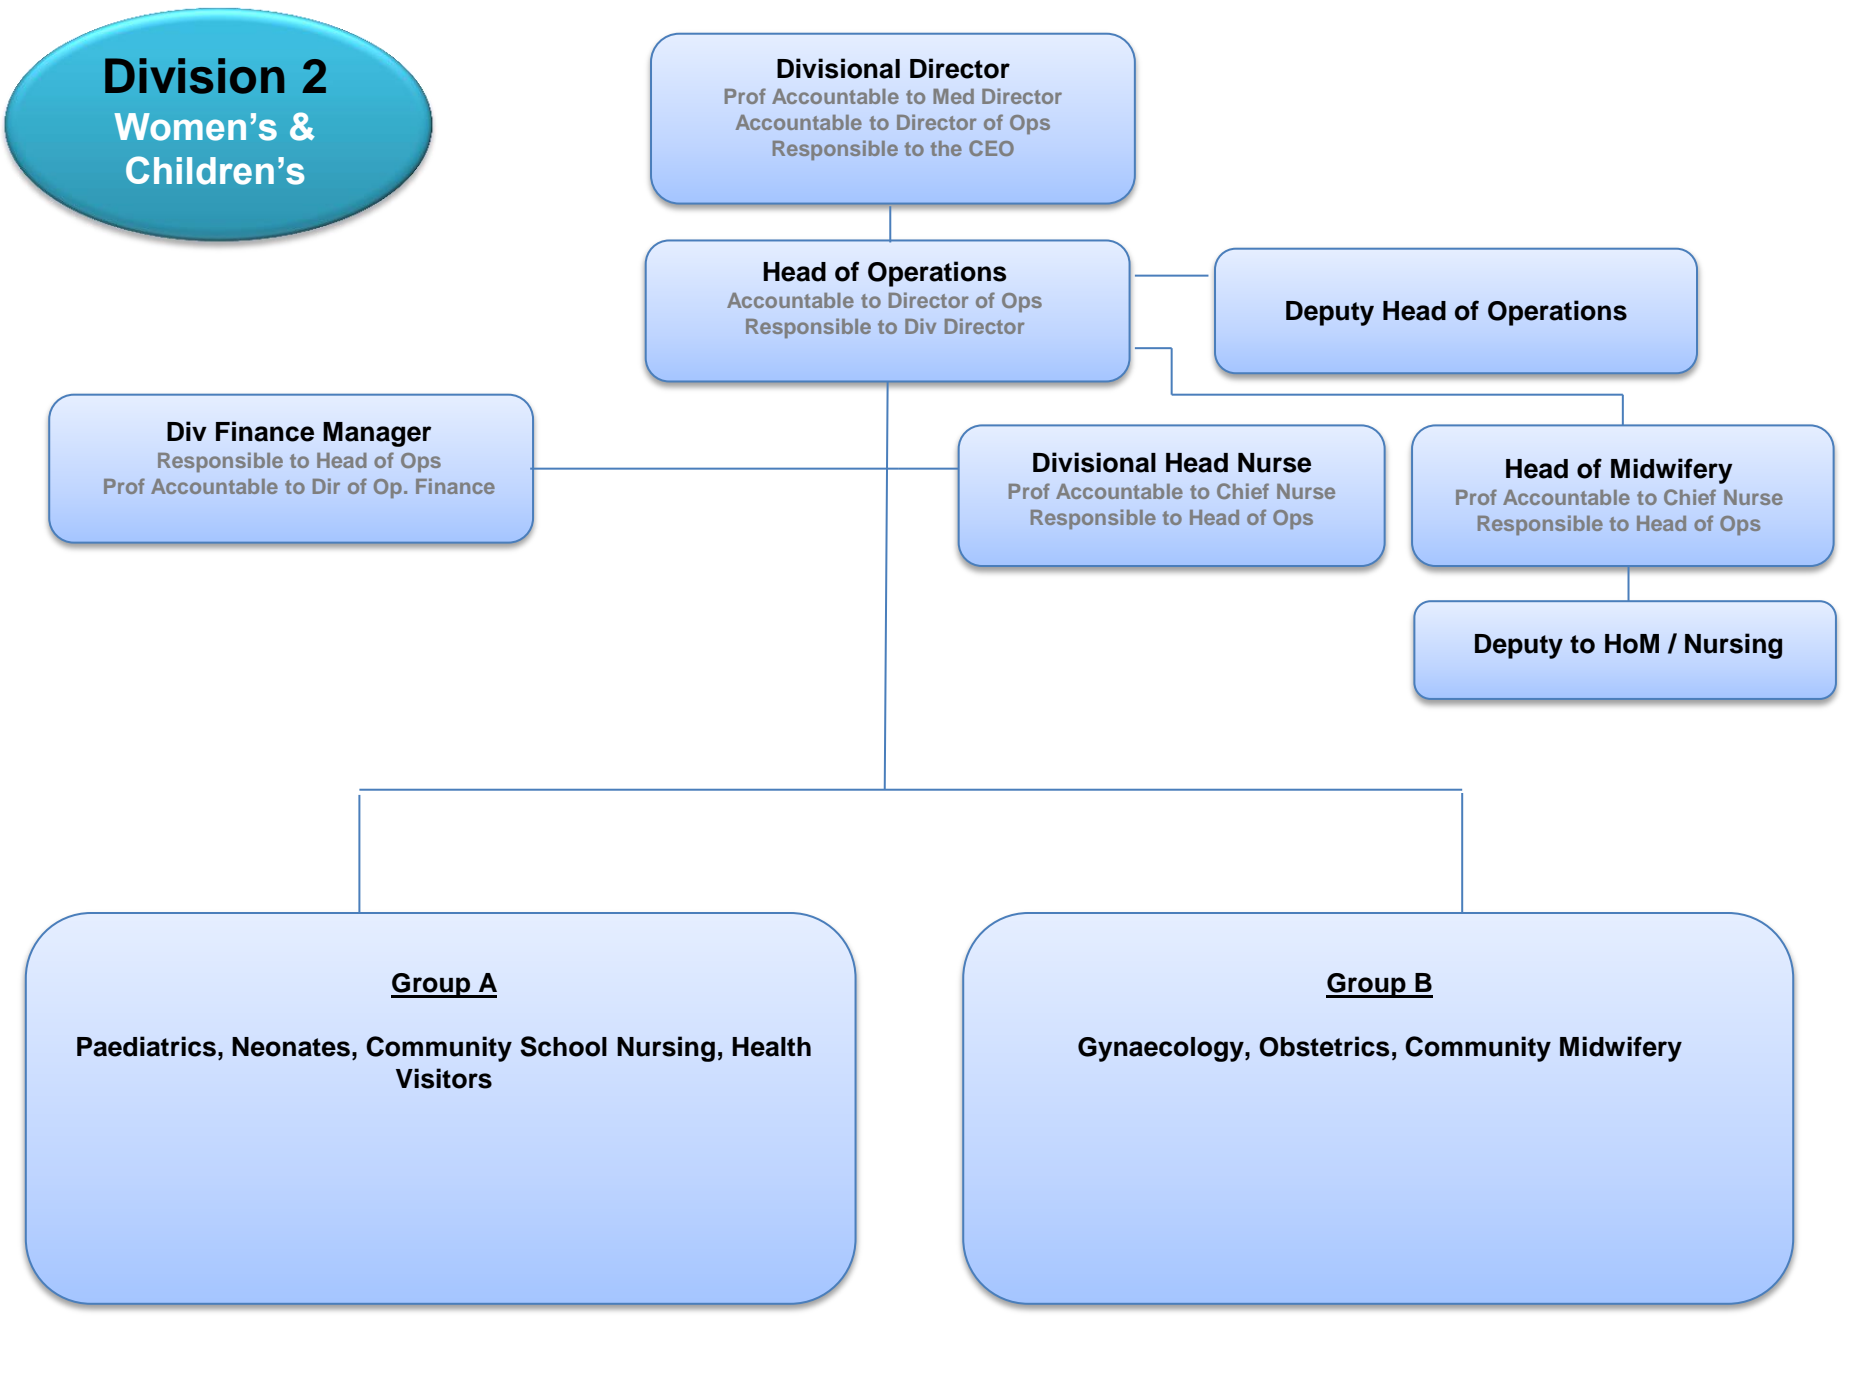 Division 2
Women’s &
Children’s
Divisional Director
Prof Accountable to Med Director
Accountable to Director of Ops
Responsible to the CEO
Head of Operations
Accountable to Director of Ops
Responsible to Div Director
Deputy Head of Operations
Div Finance Manager
Responsible to Head of Ops
Prof Accountable to Dir of Op. Finance
Divisional Head Nurse
Prof Accountable to Chief Nurse
Responsible to Head of Ops
Head of Midwifery
Prof Accountable to Chief Nurse
Responsible to Head of Ops
Deputy to HoM / Nursing
Group A
Paediatrics, Neonates, Community School Nursing, Health
Visitors
Group B
Gynaecology, Obstetrics, Community Midwifery